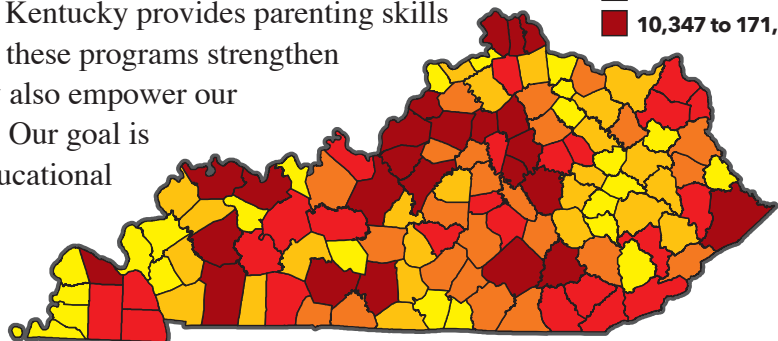 Kentucky provides parenting skills
10,347 to 171,
these programs strengthen
also empower our
Our goal is
ucational